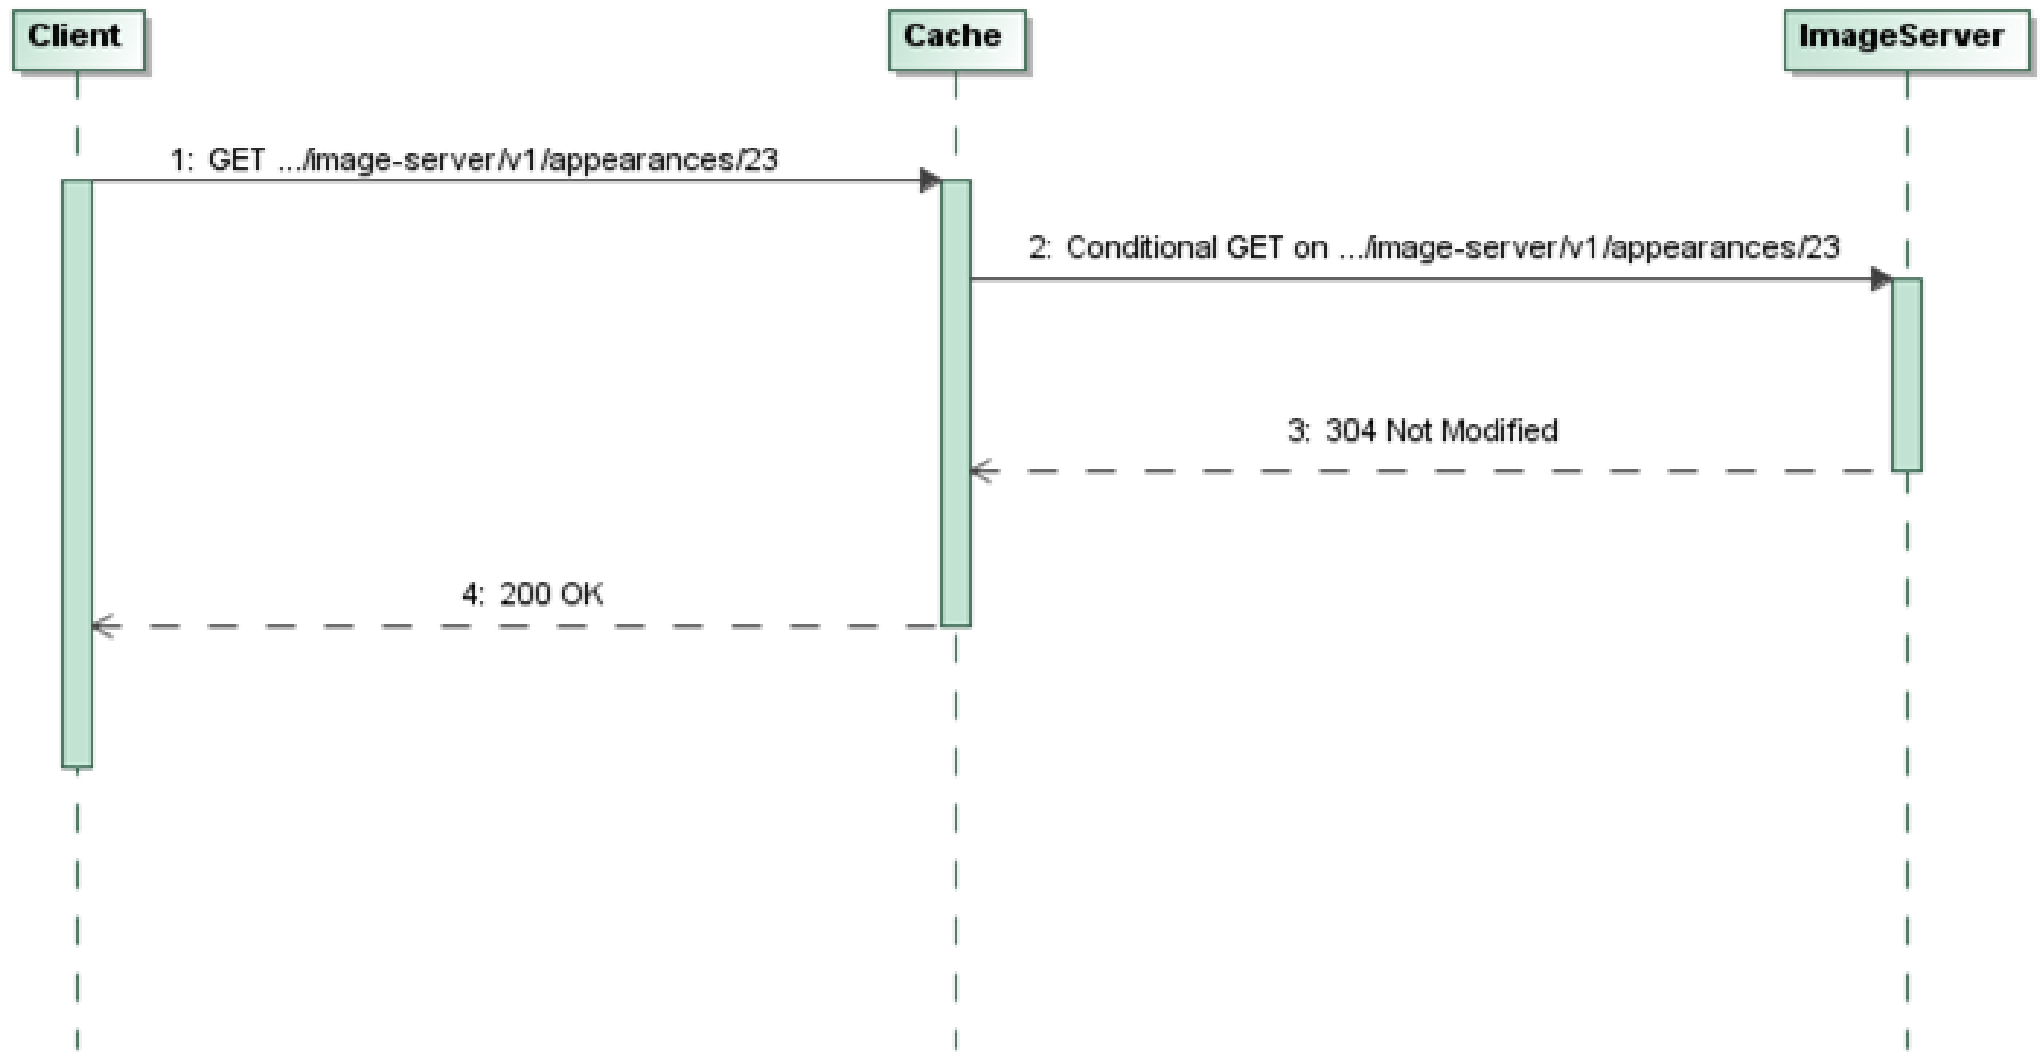 Client
Cache
ImageServer
1: GET .../image-server/v1/appearances/23
2: Conditional GET on .../image-server/v1/appearances/23
3: 304 Not Modified
4: 200 OK